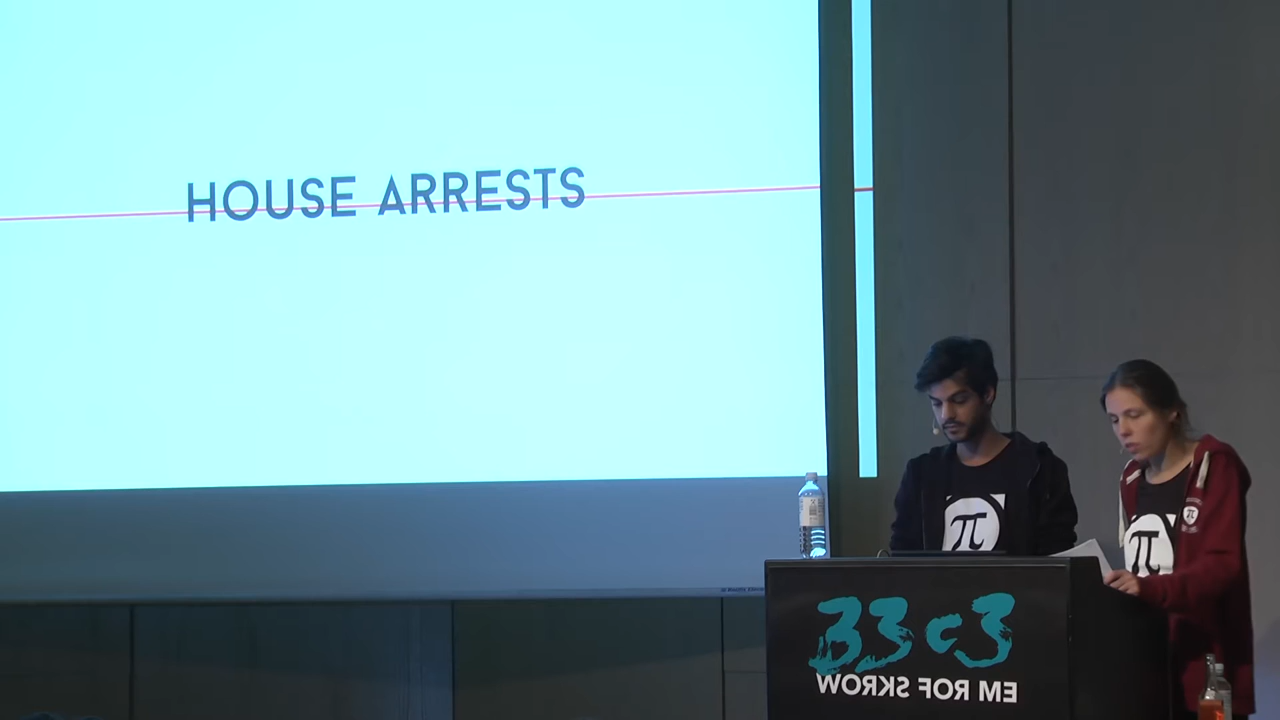 HOUSE ARRESTS
π
π
π
33c3
WORKS FOR ME